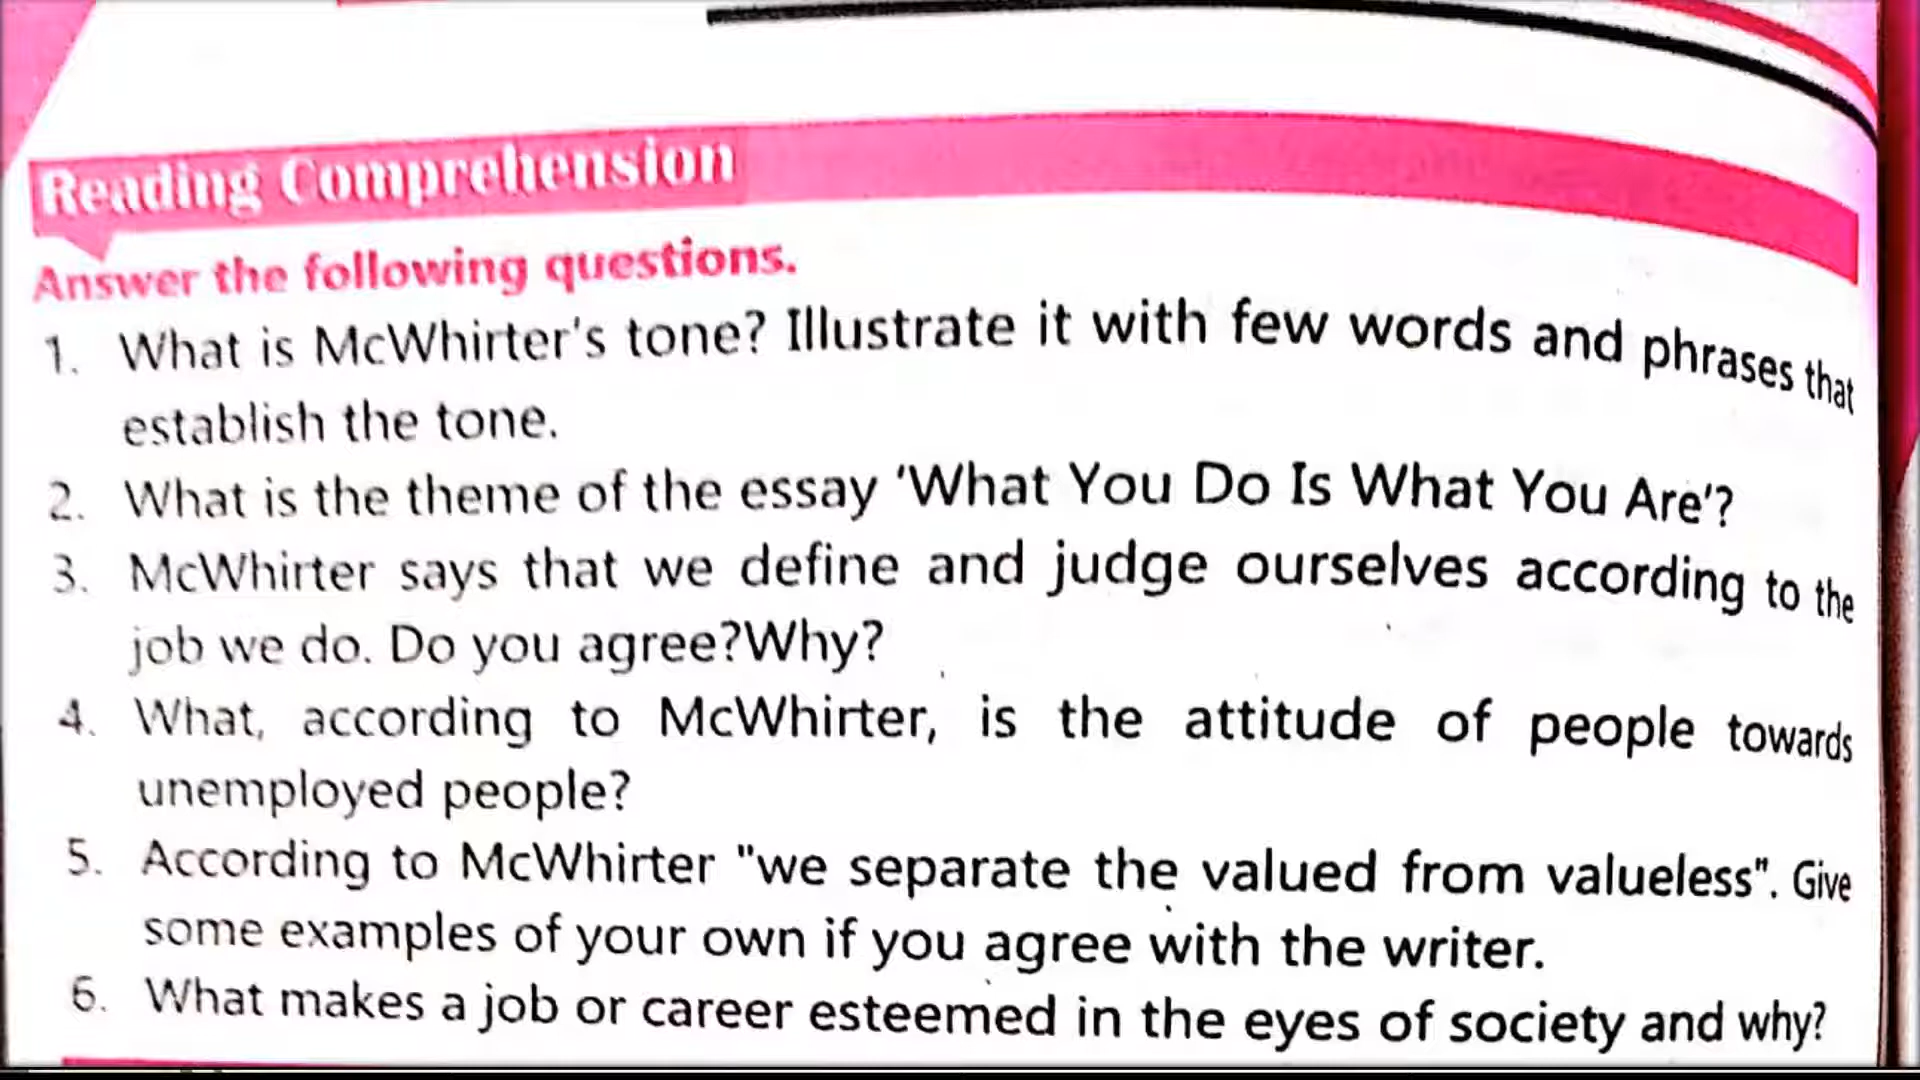 Reading Comprehension
Answer the following questions.
1. What is McWhirter's tone? Illustrate it with few words and phrases that
establish the tone.
2. What is the theme of the essay 'What You Do Is What You Are'?
3. McWhirter says that we define and judge ourselves according to the
job we do. Do you agree?Why?
4. What, according to McWhirter, is the attitude of people towards
unemployed people?
5. According to McWhirter "we separate the valued from valueless". Give
some examples of your own if you agree with the writer.
6. What makes a job or career esteemed in the eyes of society and why?